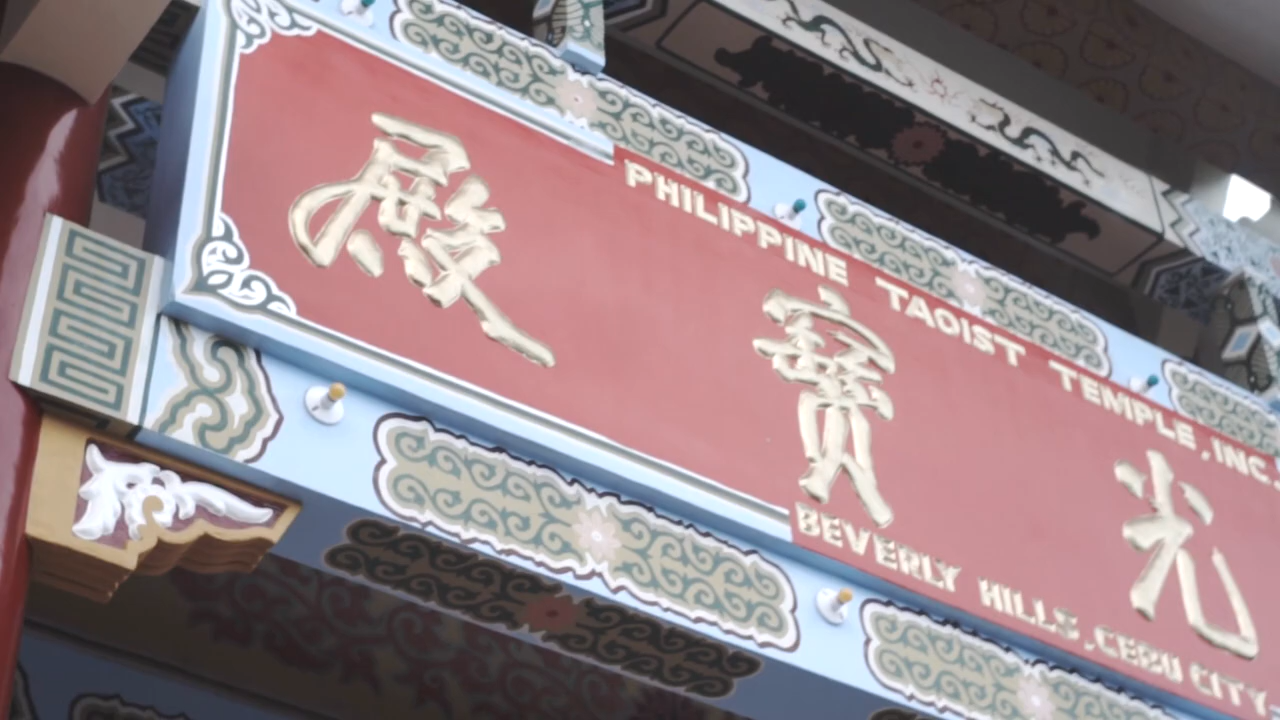 PHILIPPINE TAOIST TEMPLE, INC.
殿 寶 光
BEVERLY HILLS, CEBU CITY